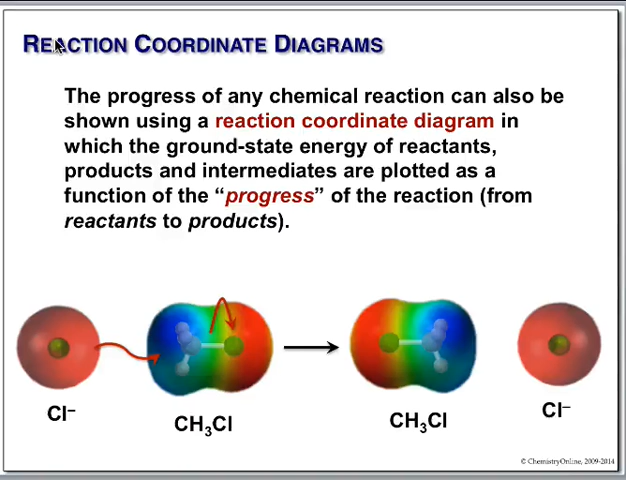 REACTION COORDINATE DIAGRAMS
The progress of any chemical reaction can also be
shown using a reaction coordinate diagram in
which the ground-state energy of reactants,
products and intermediates are plotted as a
function of the “progress” of the reaction (from
reactants to products).
Cl–
CH3Cl
CH3Cl
Cl–
© ChemistryOnline, 2009-2014